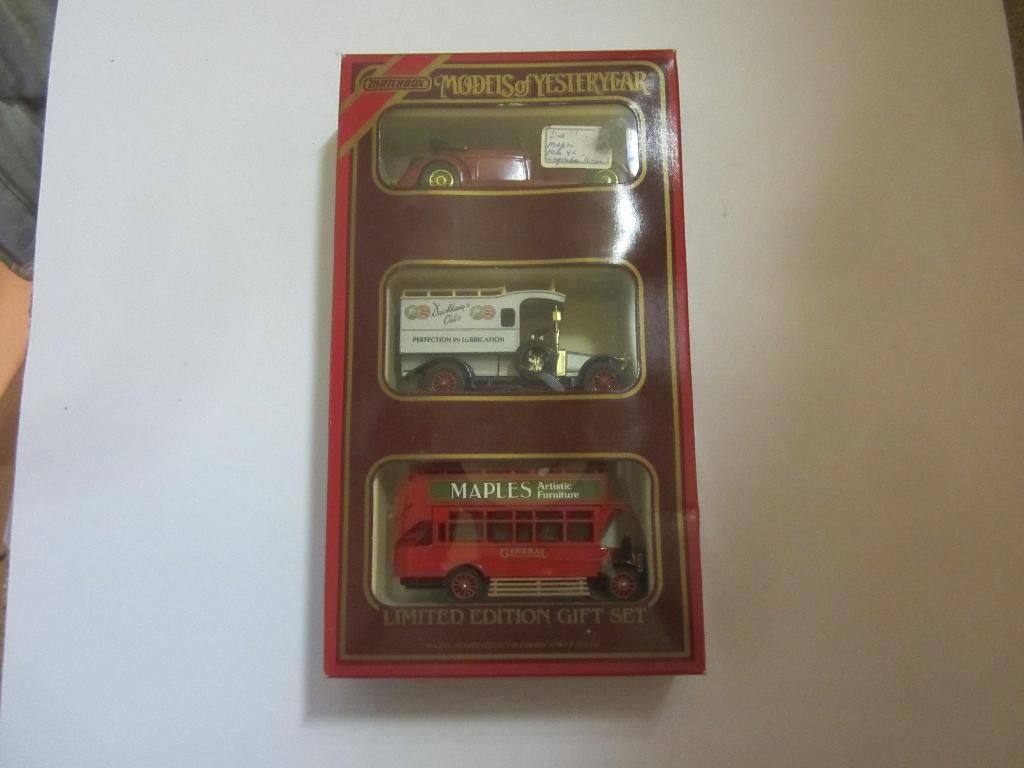 MATCHBOX
MODELS of YESTERYEAR
Duckham's
Oils
PERFECTION IN LUBRICATION
MAPLES Artistic
Furniture
GENERAL
LIMITED EDITION GIFT SET